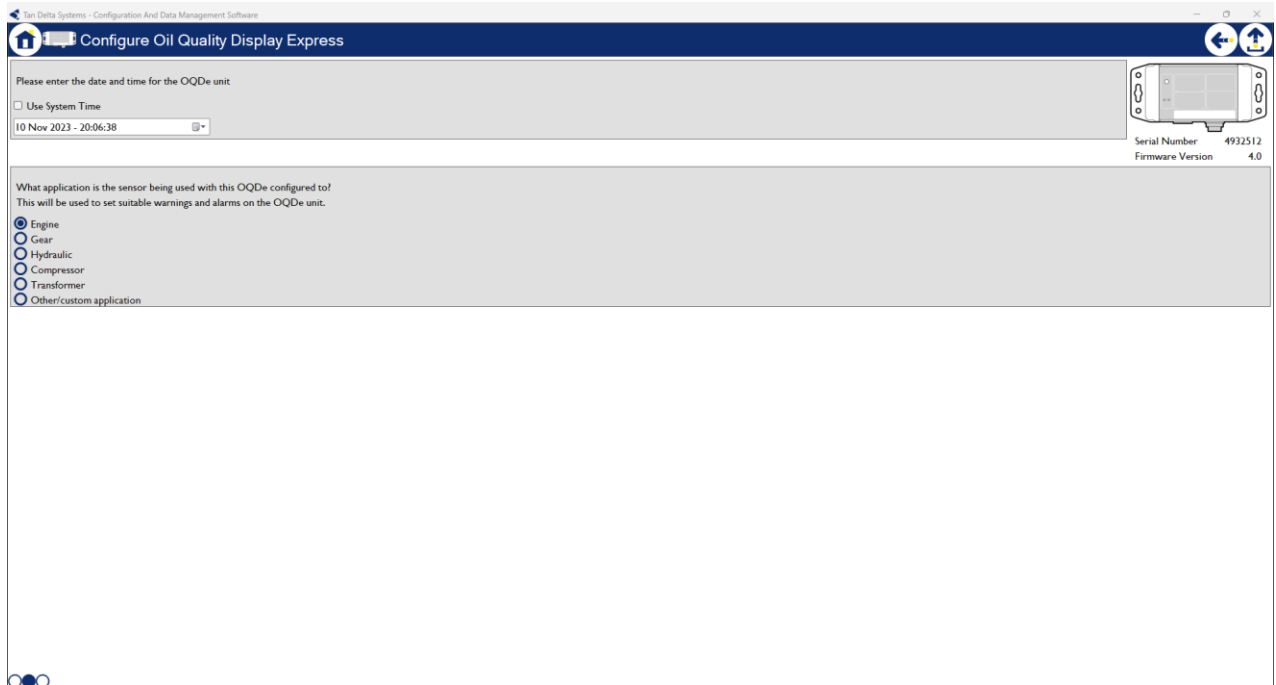 Tan Delta Systems - Configuration And Data Management Software
Configure Oil Quality Display Express
Please enter the date and time for the OQDe unit
Use System Time
10 Nov 2023 - 20:06:38
Serial Number 4932512
Firmware Version 4.0
What application is the sensor being used with this OQDe configured to?
This will be used to set suitable warnings and alarms on the OQDe unit.
Engine
Gear
Hydraulic
Compressor
Transformer
Other/custom application